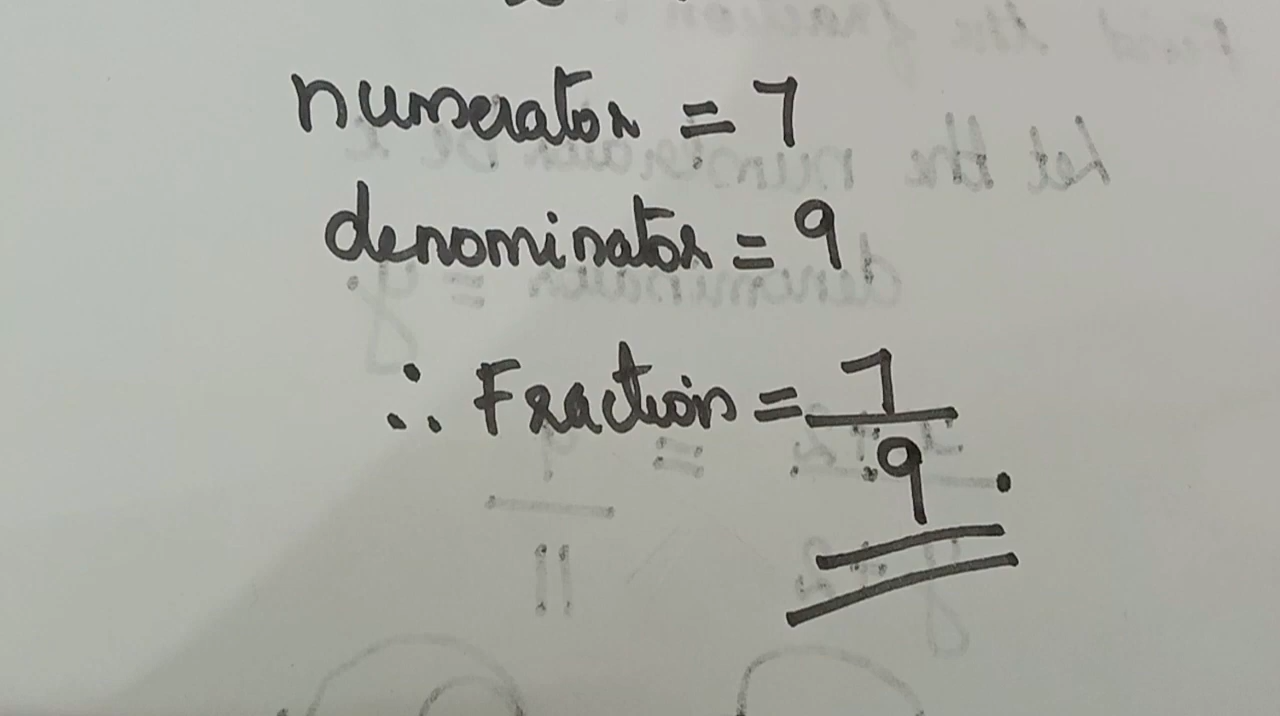 numerator = 7
denominator = 9
∴ Fraction = 7/9.